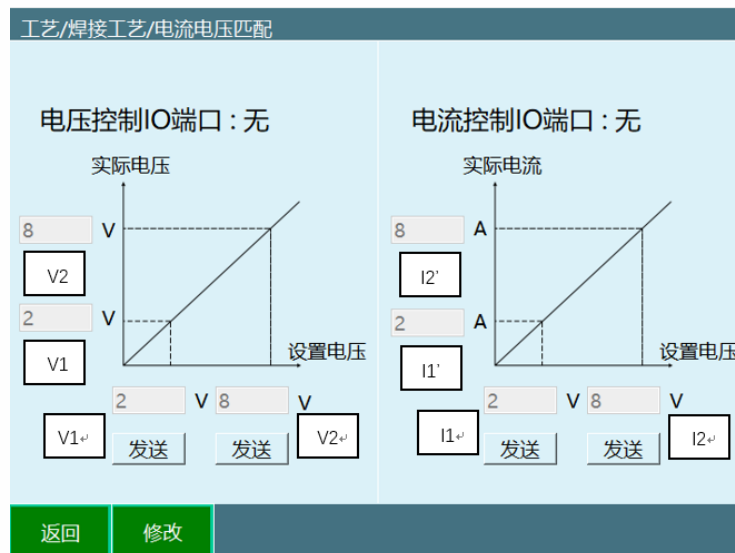 工艺/焊接工艺/电流电压匹配
电压控制IO端口：无
实际电压
8 V
V2
2 V
V1
设置电压
2 V 8 V
V1↵ 发送 发送 V2↵
电流控制IO端口：无
实际电流
8 A
I2'
2 A
I1'
设置电压
2 V 8 V
I1↵ 发送 发送 I2↵
返回 修改